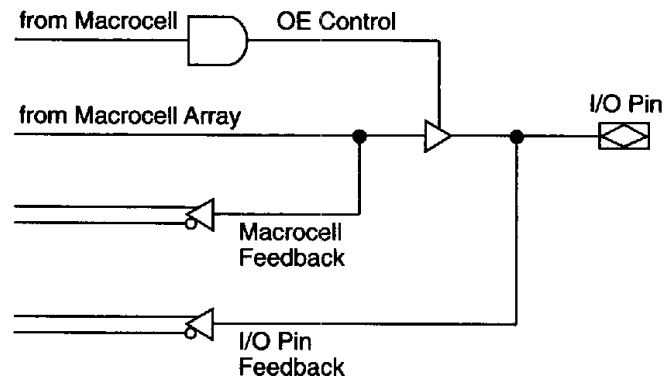 from Macrocell
OE Control
I/O Pin
from Macrocell Array
Macrocell
Feedback
I/O Pin
Feedback